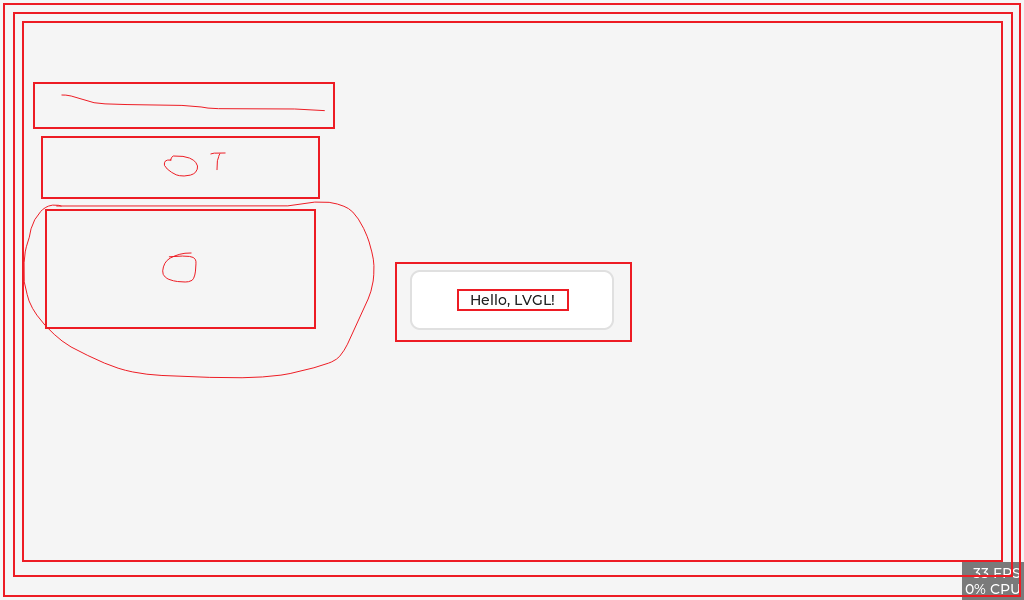 T
Hello, LVGL!
33 FPS
0% CPU